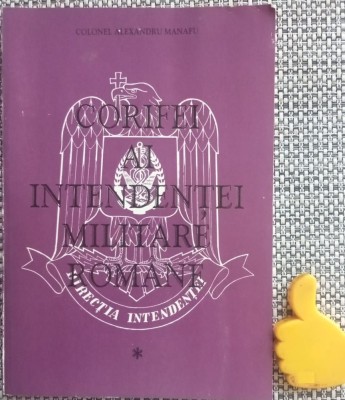 COLONEL ALEXANDRU MANAFU
CORIFEI
AI
INTENDENȚEI
MILITARE
ROMÂNE
DIRECȚIA INTENDENȚEI
*